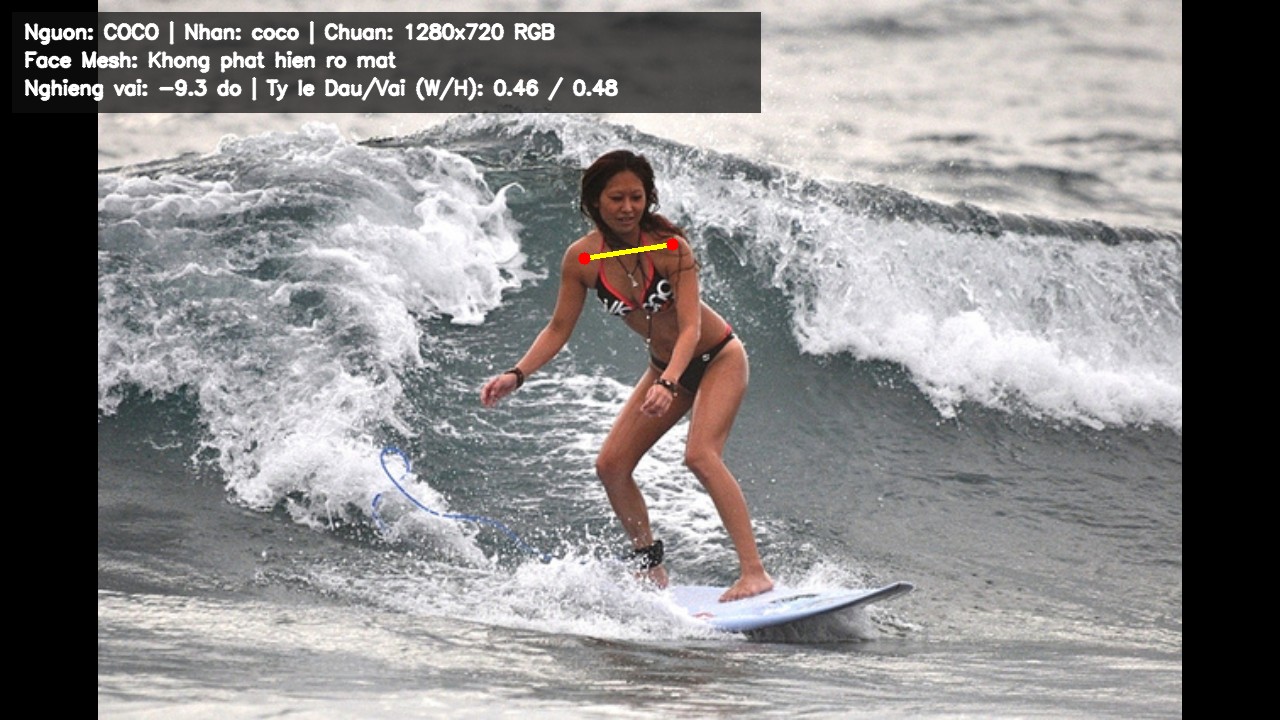 Nguon: COCO | Nhan: coco | Chuan: 1280x720 RGB
Face Mesh: Khong phat hien ro mat
Nghieng vai: -9.3 do | Ty le Dau/Vai (W/H): 0.46 / 0.48